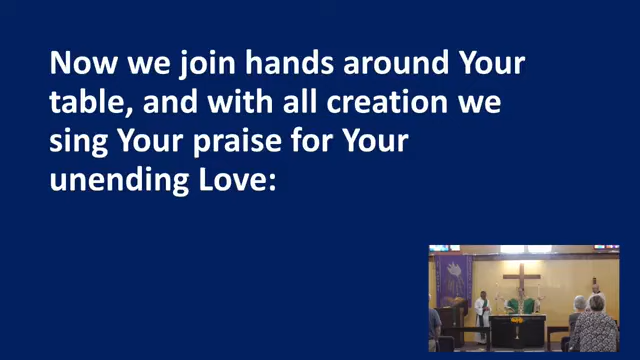 Now we join hands around Your
table, and with all creation we
sing Your praise for Your
unending Love: